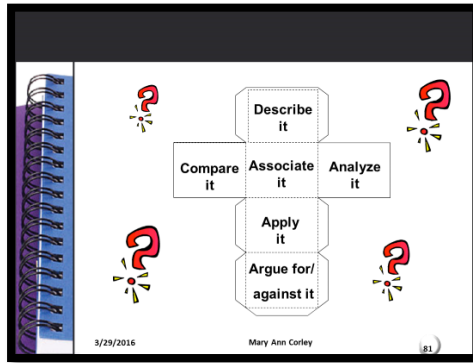 Describe
it
Compare
it
Associate
it
Analyze
it
Apply
it
Argue for/
against it
3/29/2016
Mary Ann Corley
81